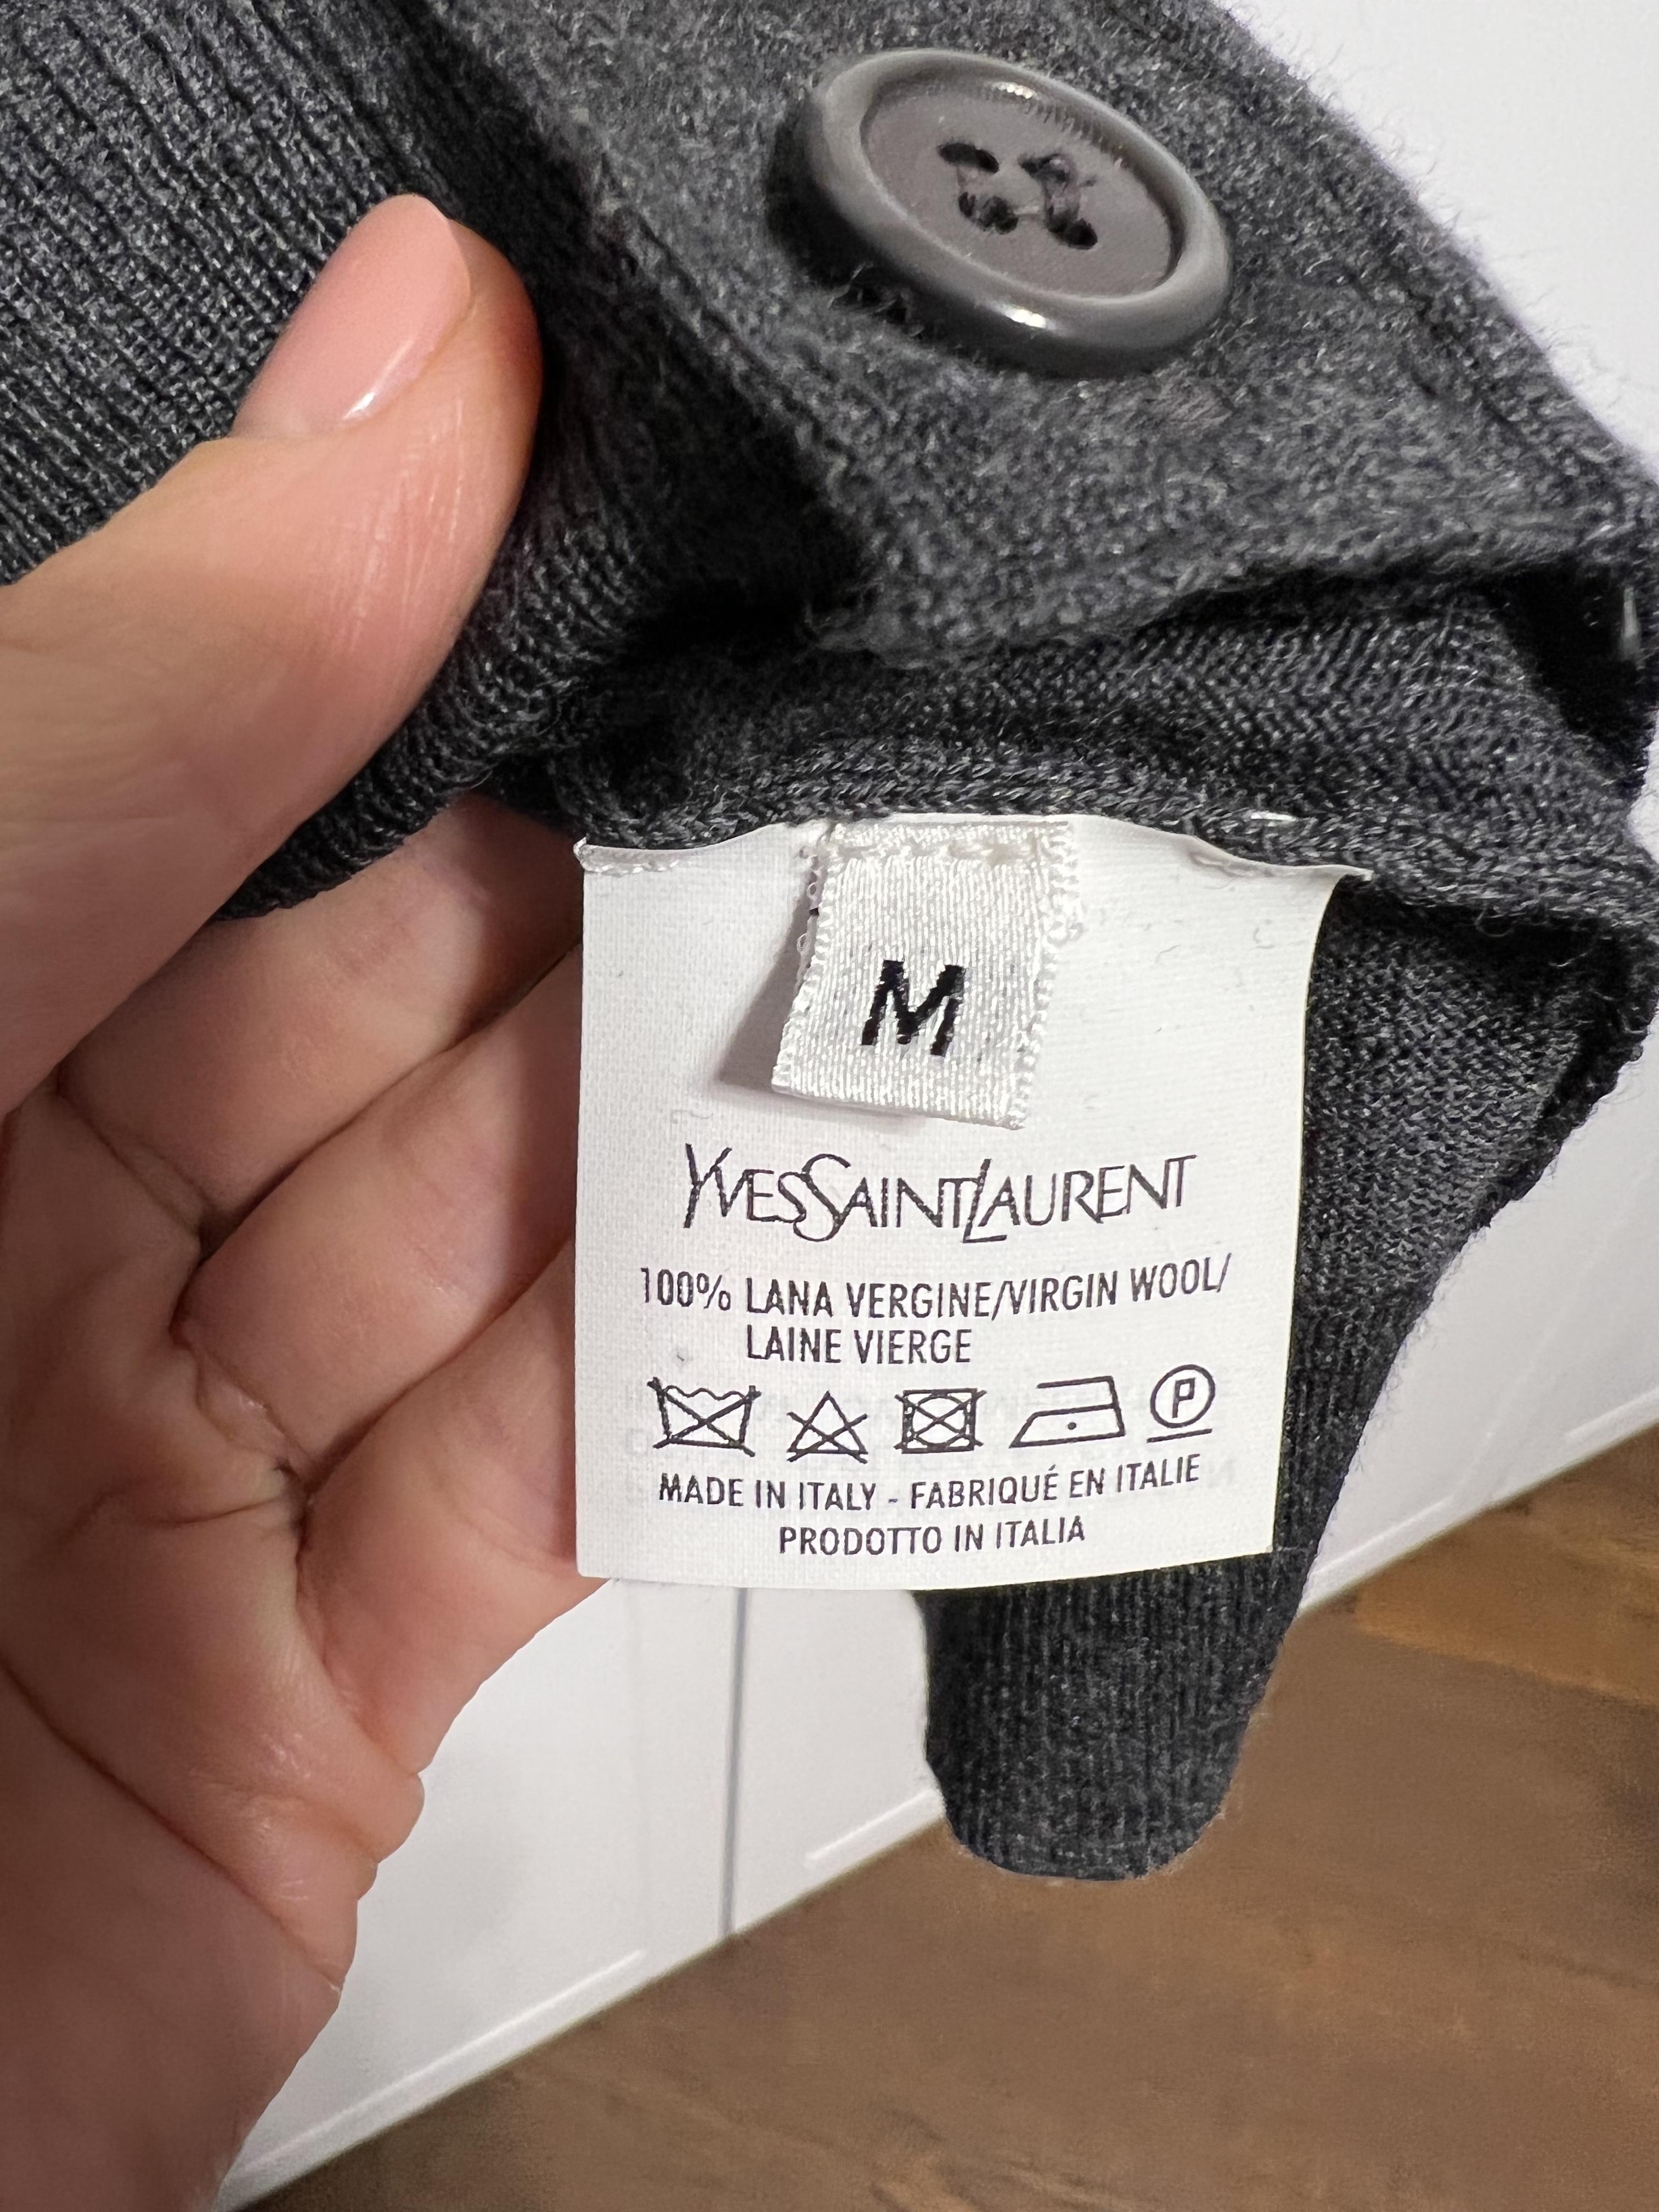 M
YVESSAINTLAURENT
100% LANA VERGINE/VIRGIN WOOL/
LAINE VIERGE
P
MADE IN ITALY - FABRIQUÉ EN ITALIE
PRODOTTO IN ITALIA